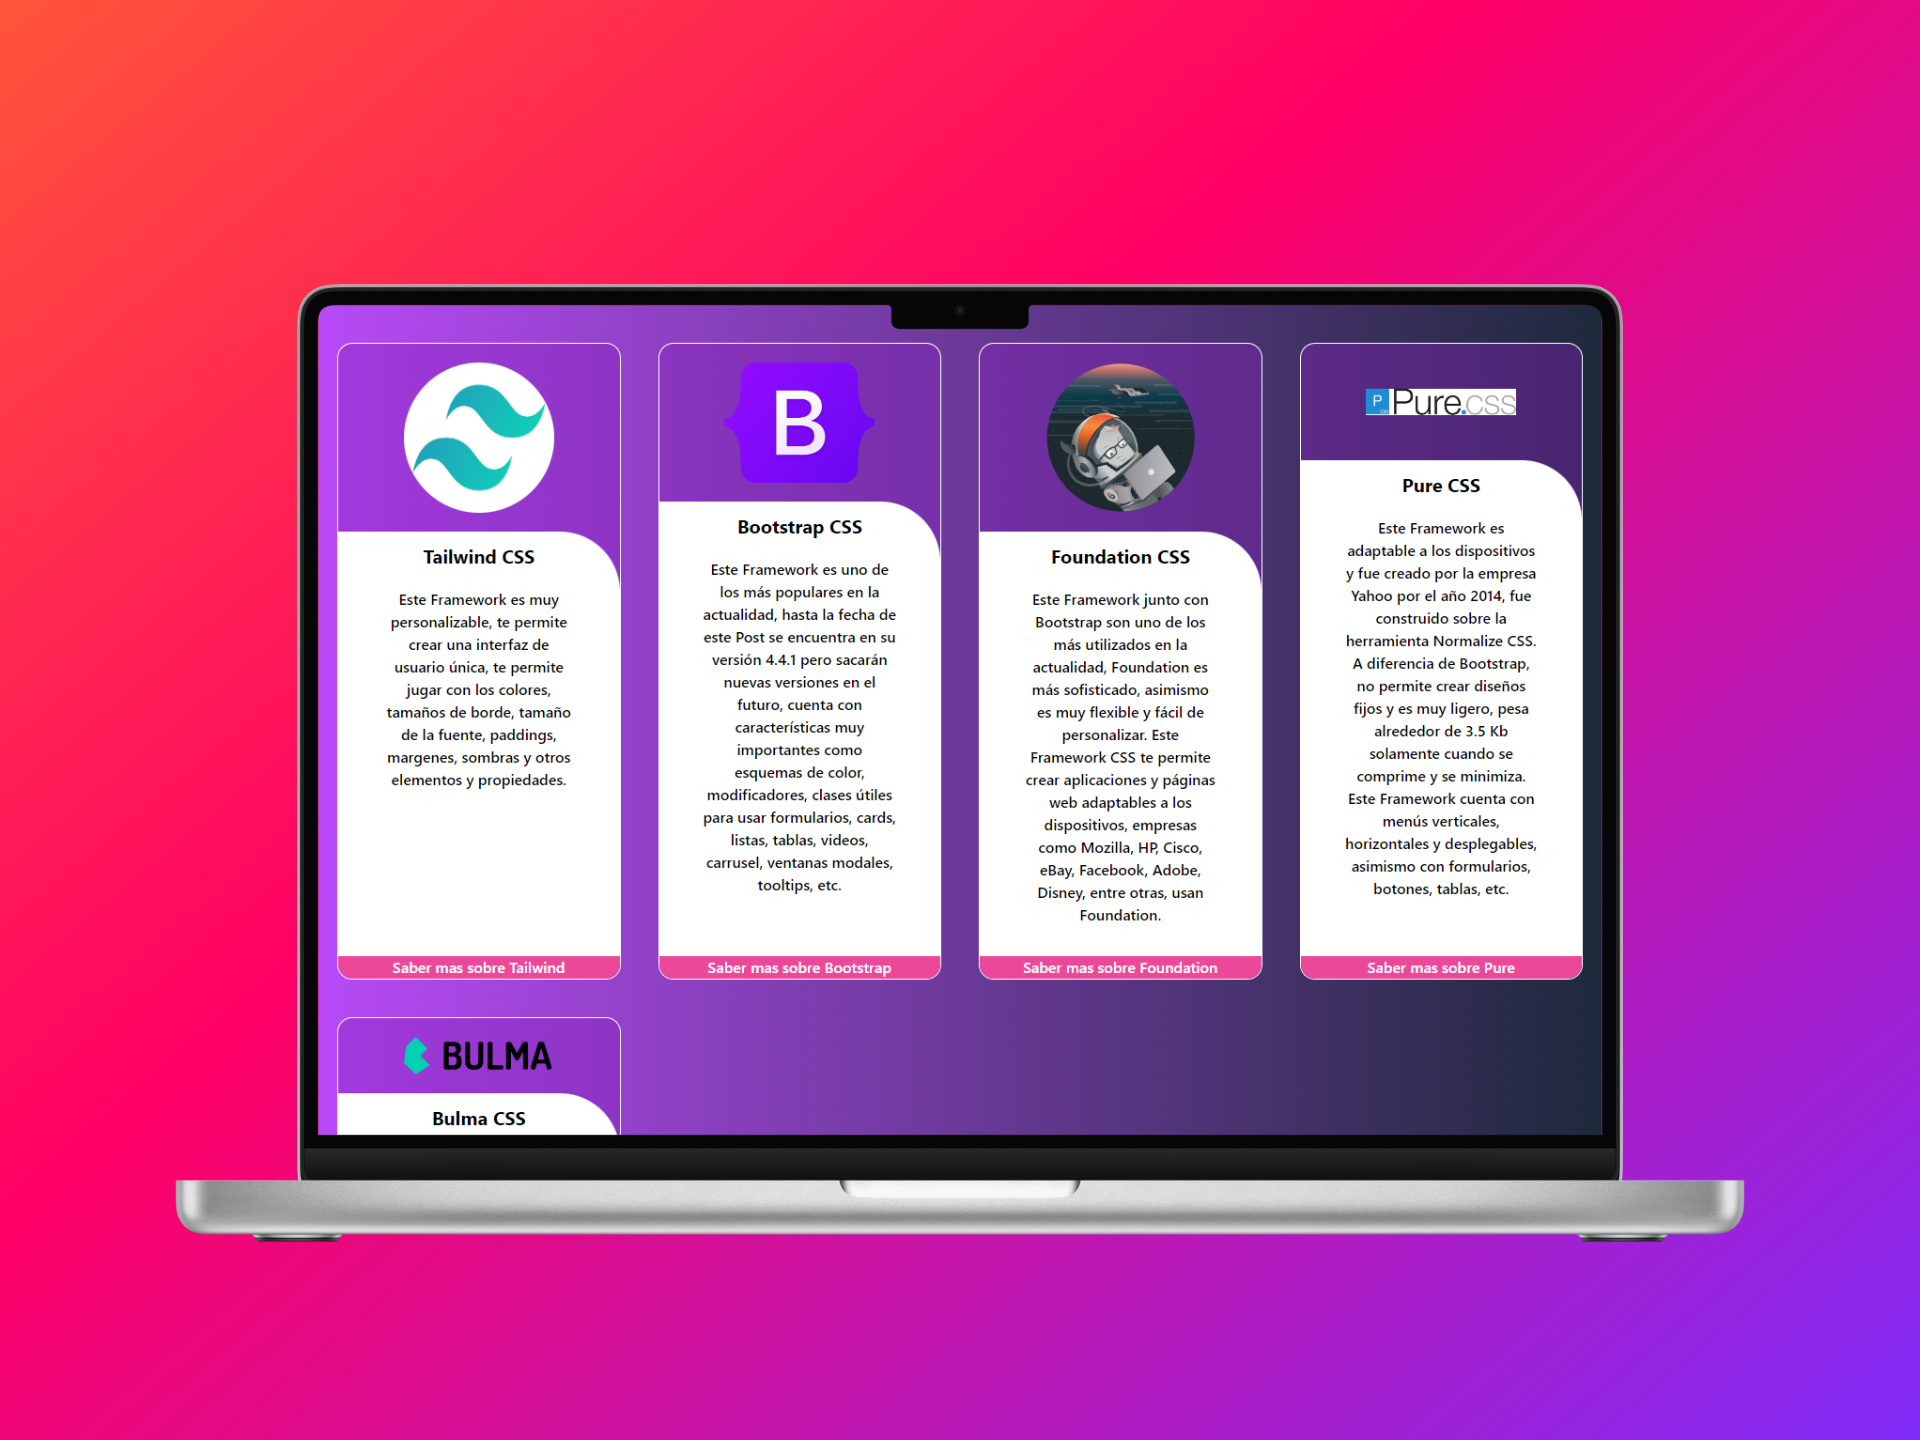 Tailwind CSS
Este Framework es muy
personalizable, te permite
crear una interfaz de
usuario única, te permite
jugar con los colores,
tamaños de borde, tamaño
de la fuente, paddings,
margenes, sombras y otros
elementos y propiedades.
Saber mas sobre Tailwind
B
Bootstrap CSS
Este Framework es uno de
los más populares en la
actualidad, hasta la fecha de
este Post se encuentra en su
versión 4.4.1 pero sacarán
nuevas versiones en el
futuro, cuenta con
características muy
importantes como
esquemas de color,
modificadores, clases útiles
para usar formularios, cards,
listas, tablas, videos,
carrusel, ventanas modales,
tooltips, etc.
Saber mas sobre Bootstrap
Foundation CSS
Este Framework junto con
Bootstrap son uno de los
más utilizados en la
actualidad, Foundation es
más sofisticado, asimismo
es muy flexible y fácil de
personalizar. Este
Framework CSS te permite
crear aplicaciones y páginas
web adaptables a los
dispositivos, empresas
como Mozilla, HP, Cisco,
eBay, Facebook, Adobe,
Disney, entre otras, usan
Foundation.
Saber mas sobre Foundation
P Pure.css
Pure CSS
Este Framework es
adaptable a los dispositivos
y fue creado por la empresa
Yahoo por el año 2014, fue
construido sobre la
herramienta Normalize CSS.
A diferencia de Bootstrap,
no permite crear diseños
fijos y es muy ligero, pesa
alrededor de 3.5 Kb
solamente cuando se
comprime y se minimiza.
Este Framework cuenta con
menús verticales,
horizontales y desplegables,
asimismo con formularios,
botones, tablas, etc.
Saber mas sobre Pure
BULMA
Bulma CSS